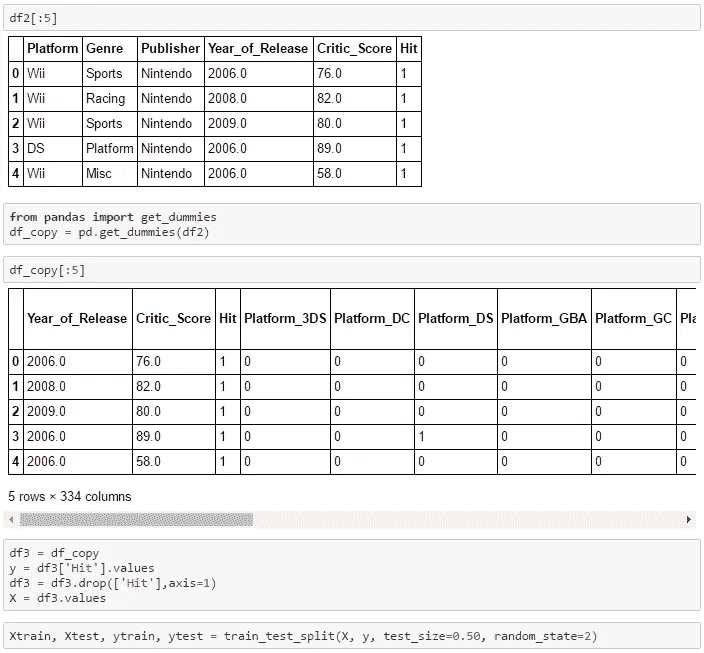 df2[:5]
Platform Genre Publisher Year_of_Release Critic_Score Hit
0 Wii Sports Nintendo 2006.0 76.0 1
1 Wii Racing Nintendo 2008.0 82.0 1
2 Wii Sports Nintendo 2009.0 80.0 1
3 DS Platform Nintendo 2006.0 89.0 1
4 Wii Misc Nintendo 2006.0 58.0 1
from pandas import get_dummies
df_copy = pd.get_dummies(df2)
df_copy[:5]
Year_of_Release Critic_Score Hit Platform_3DS Platform_DC Platform_DS Platform_GBA Platform_GC Pla
0 2006.0 76.0 1 0 0 0 0 0 0
1 2008.0 82.0 1 0 0 0 0 0 0
2 2009.0 80.0 1 0 0 0 0 0 0
3 2006.0 89.0 1 0 0 1 0 0 0
4 2006.0 58.0 1 0 0 0 0 0 0
5 rows × 334 columns
df3 = df_copy
y = df3['Hit'].values
df3 = df3.drop(['Hit'],axis=1)
X = df3.values
Xtrain, Xtest, ytrain, ytest = train_test_split(X, y, test_size=0.50, random_state=2)